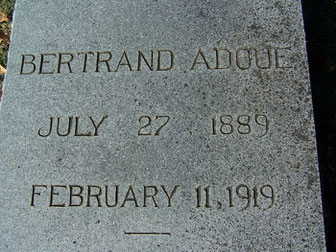 BERTRAND ADOUE
JULY 27 1889
FEBRUARY 11, 1919